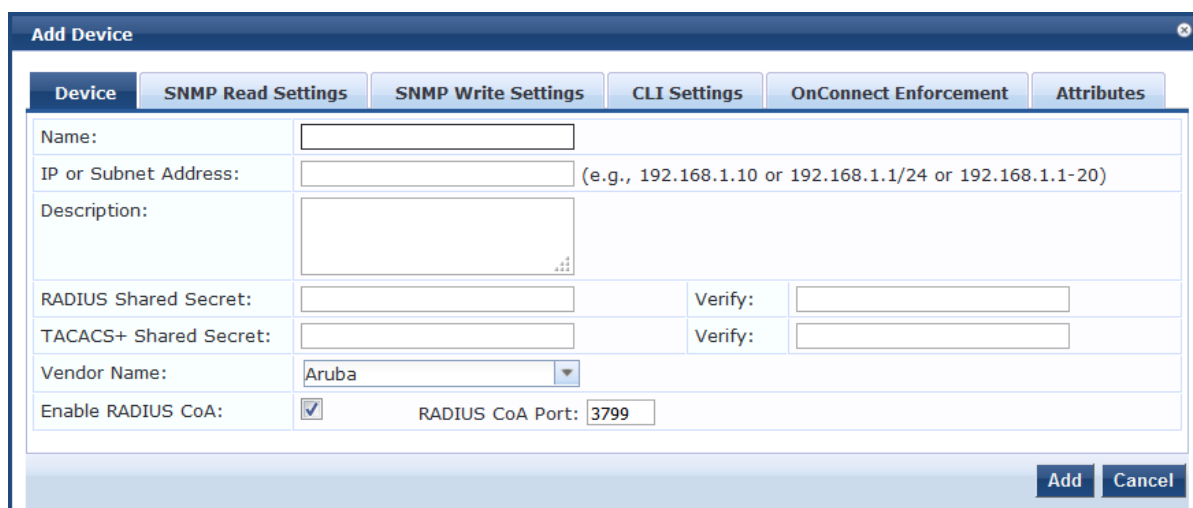 Add Device
Device SNMP Read Settings SNMP Write Settings CLI Settings OnConnect Enforcement Attributes
Name:
IP or Subnet Address: (e.g., 192.168.1.10 or 192.168.1.1/24 or 192.168.1.1-20)
Description:
RADIUS Shared Secret: Verify:
TACACS+ Shared Secret: Verify:
Vendor Name: Aruba
Enable RADIUS CoA: RADIUS CoA Port: 3799
Add Cancel